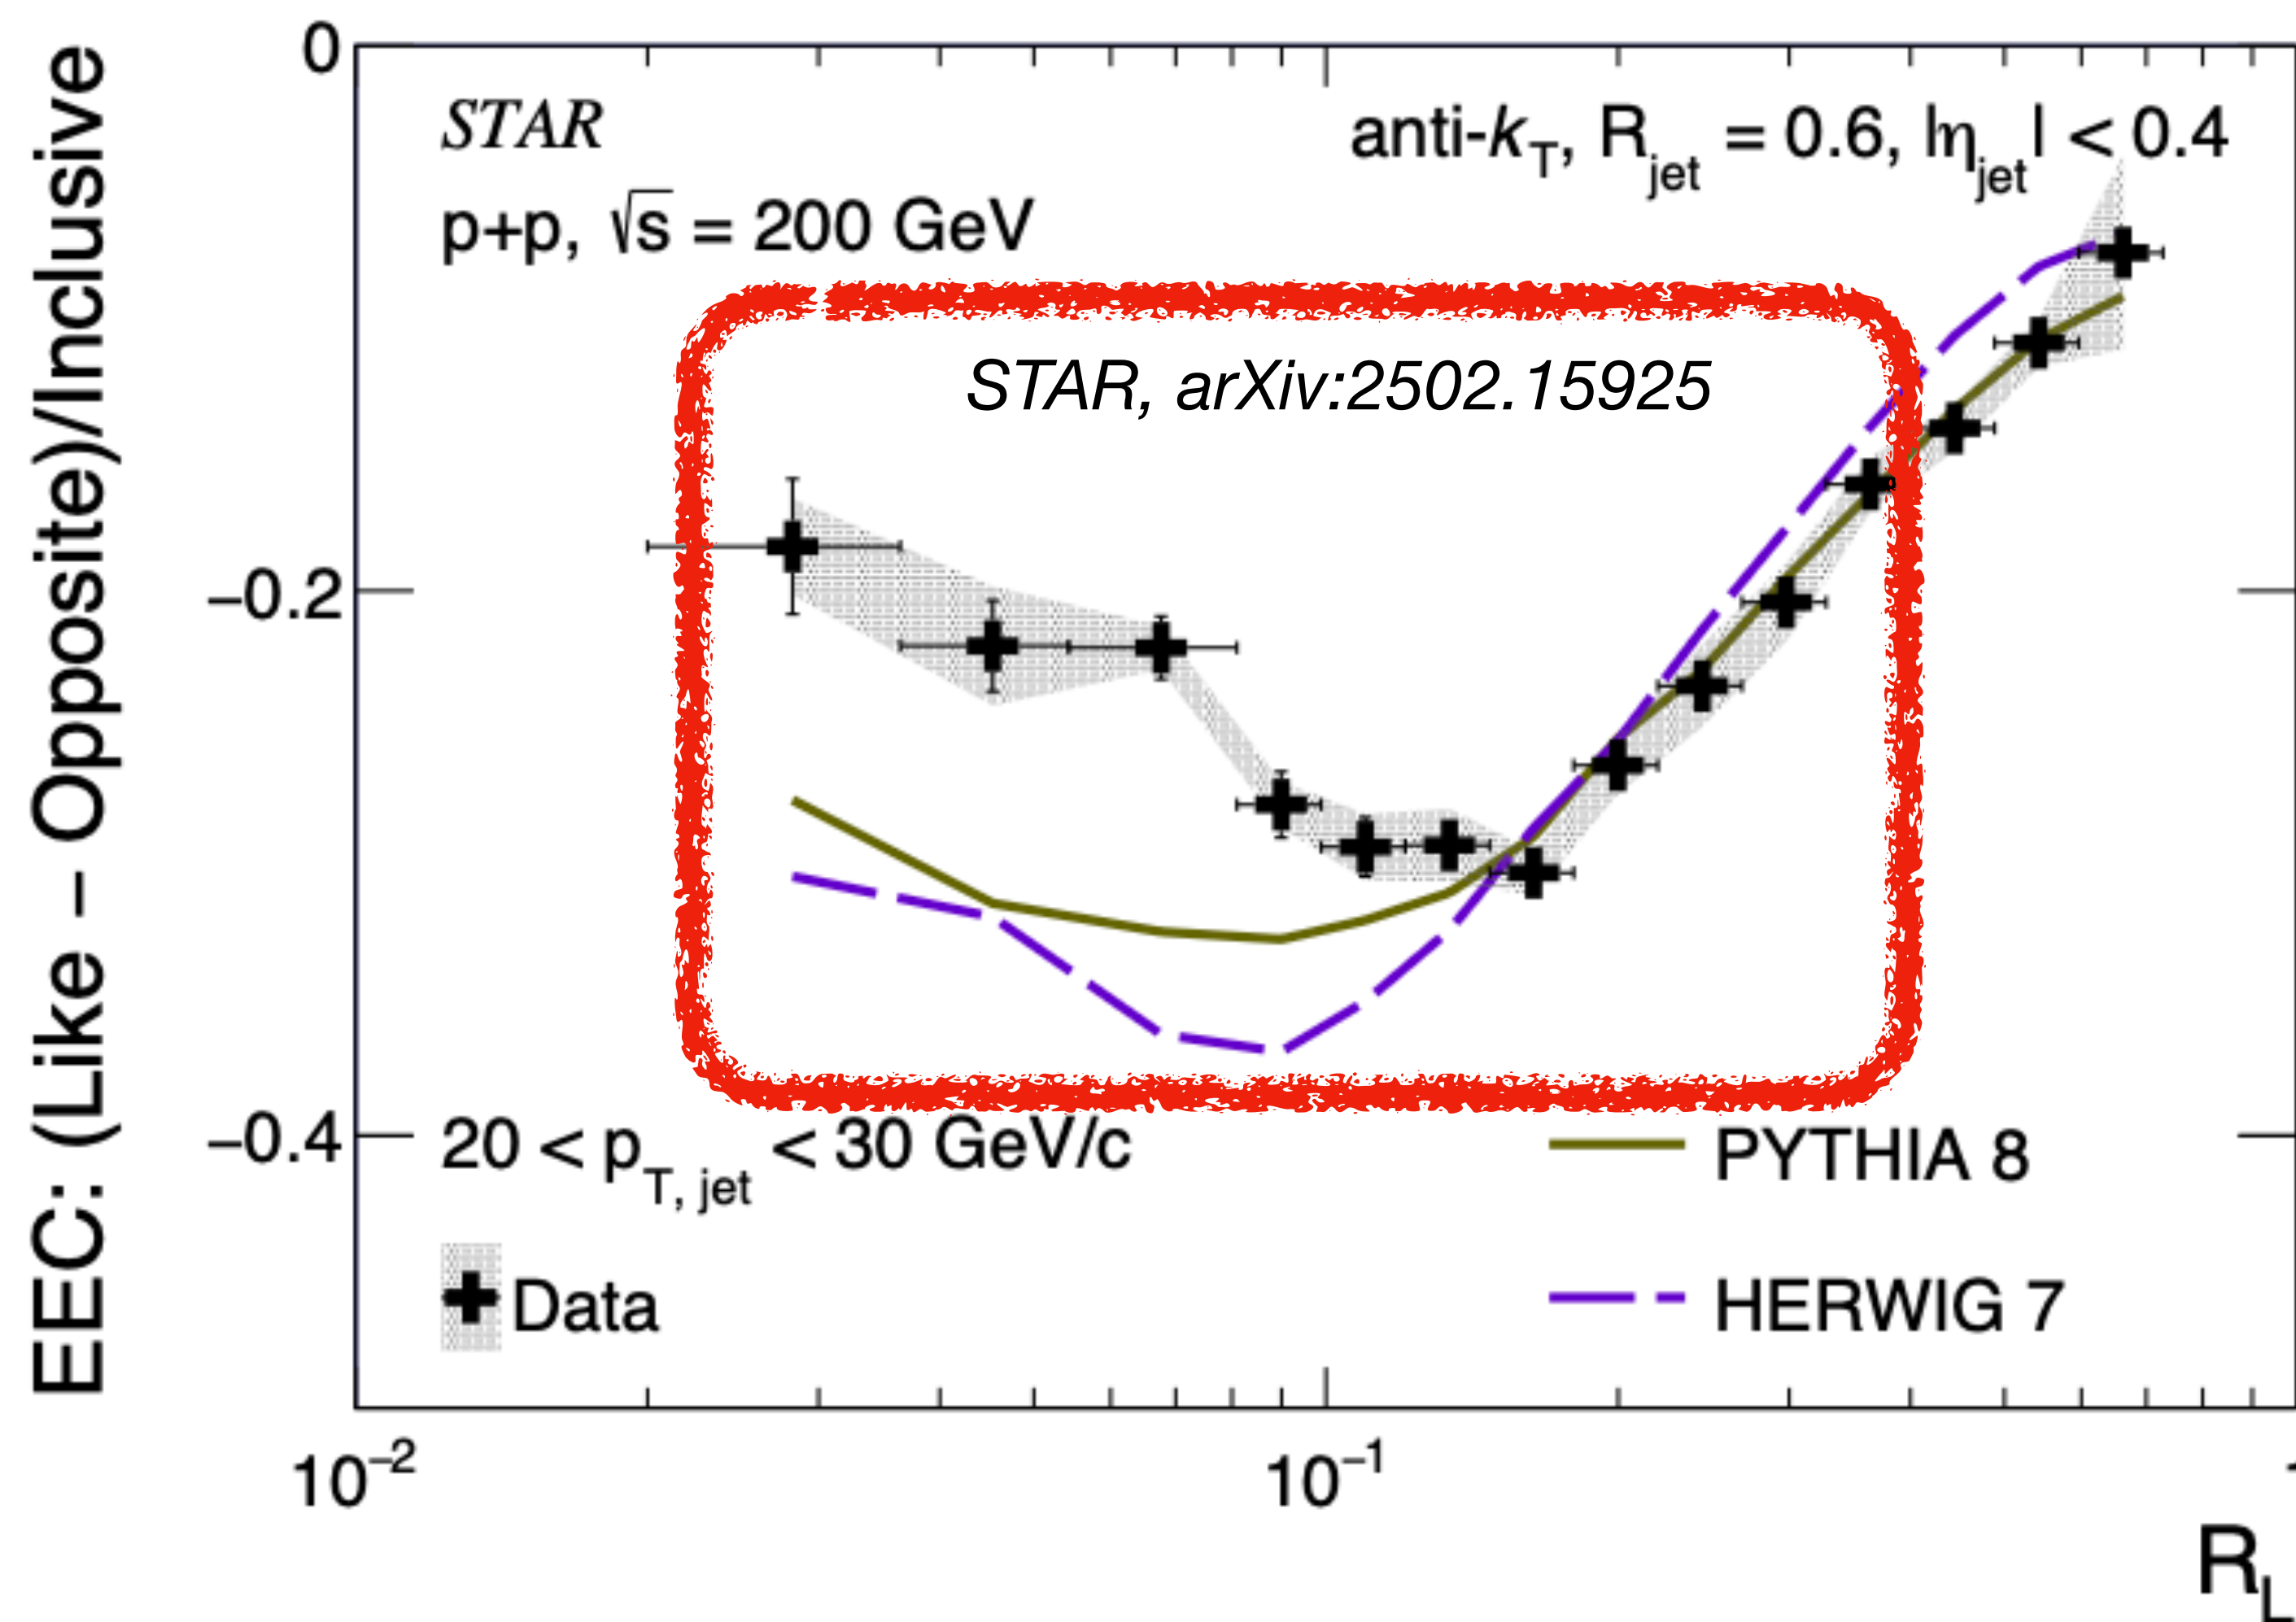 EEC: (Like – Opposite)/Inclusive
0
−0.2
−0.4
STAR
p+p, √s = 200 GeV
anti-kT, Rjet = 0.6, |ηjet| < 0.4
STAR, arXiv:2502.15925
20 < pT, jet < 30 GeV/c
Data
PYTHIA 8
HERWIG 7
10−2
10−1
RL